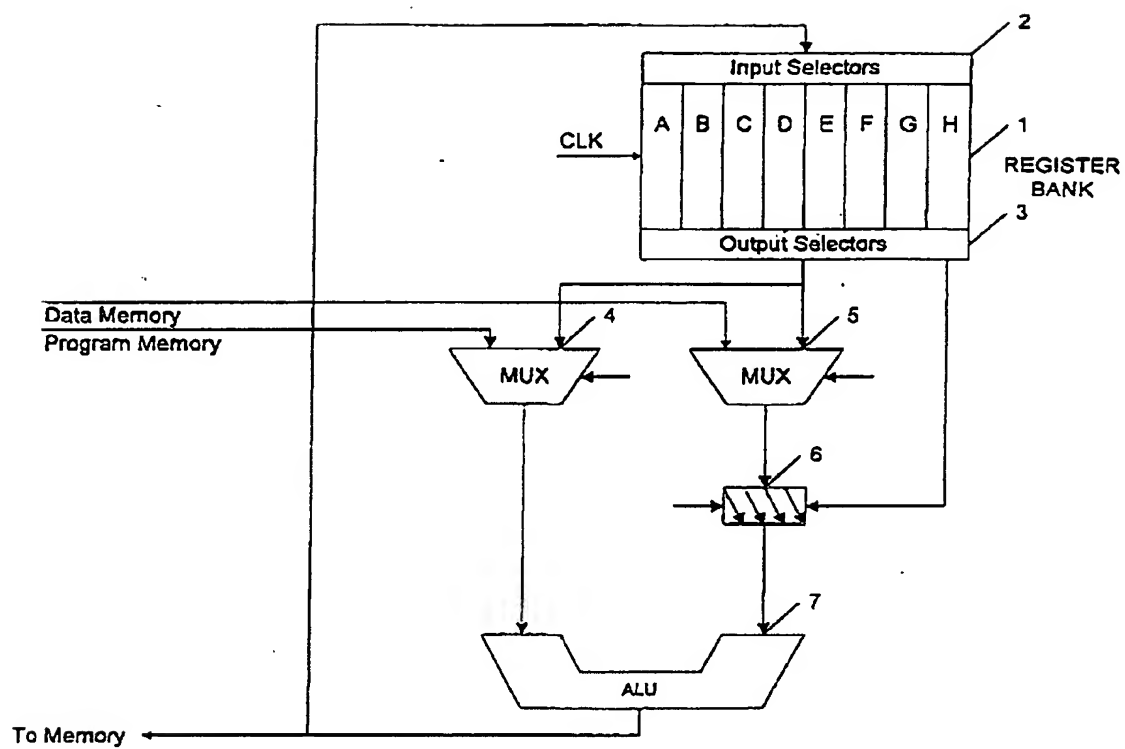 2
Input Selectors
A B C D E F G H
1
CLK
REGISTER
BANK
3
Output Selectors
Data Memory
4
5
Program Memory
MUX
MUX
6
7
ALU
To Memory